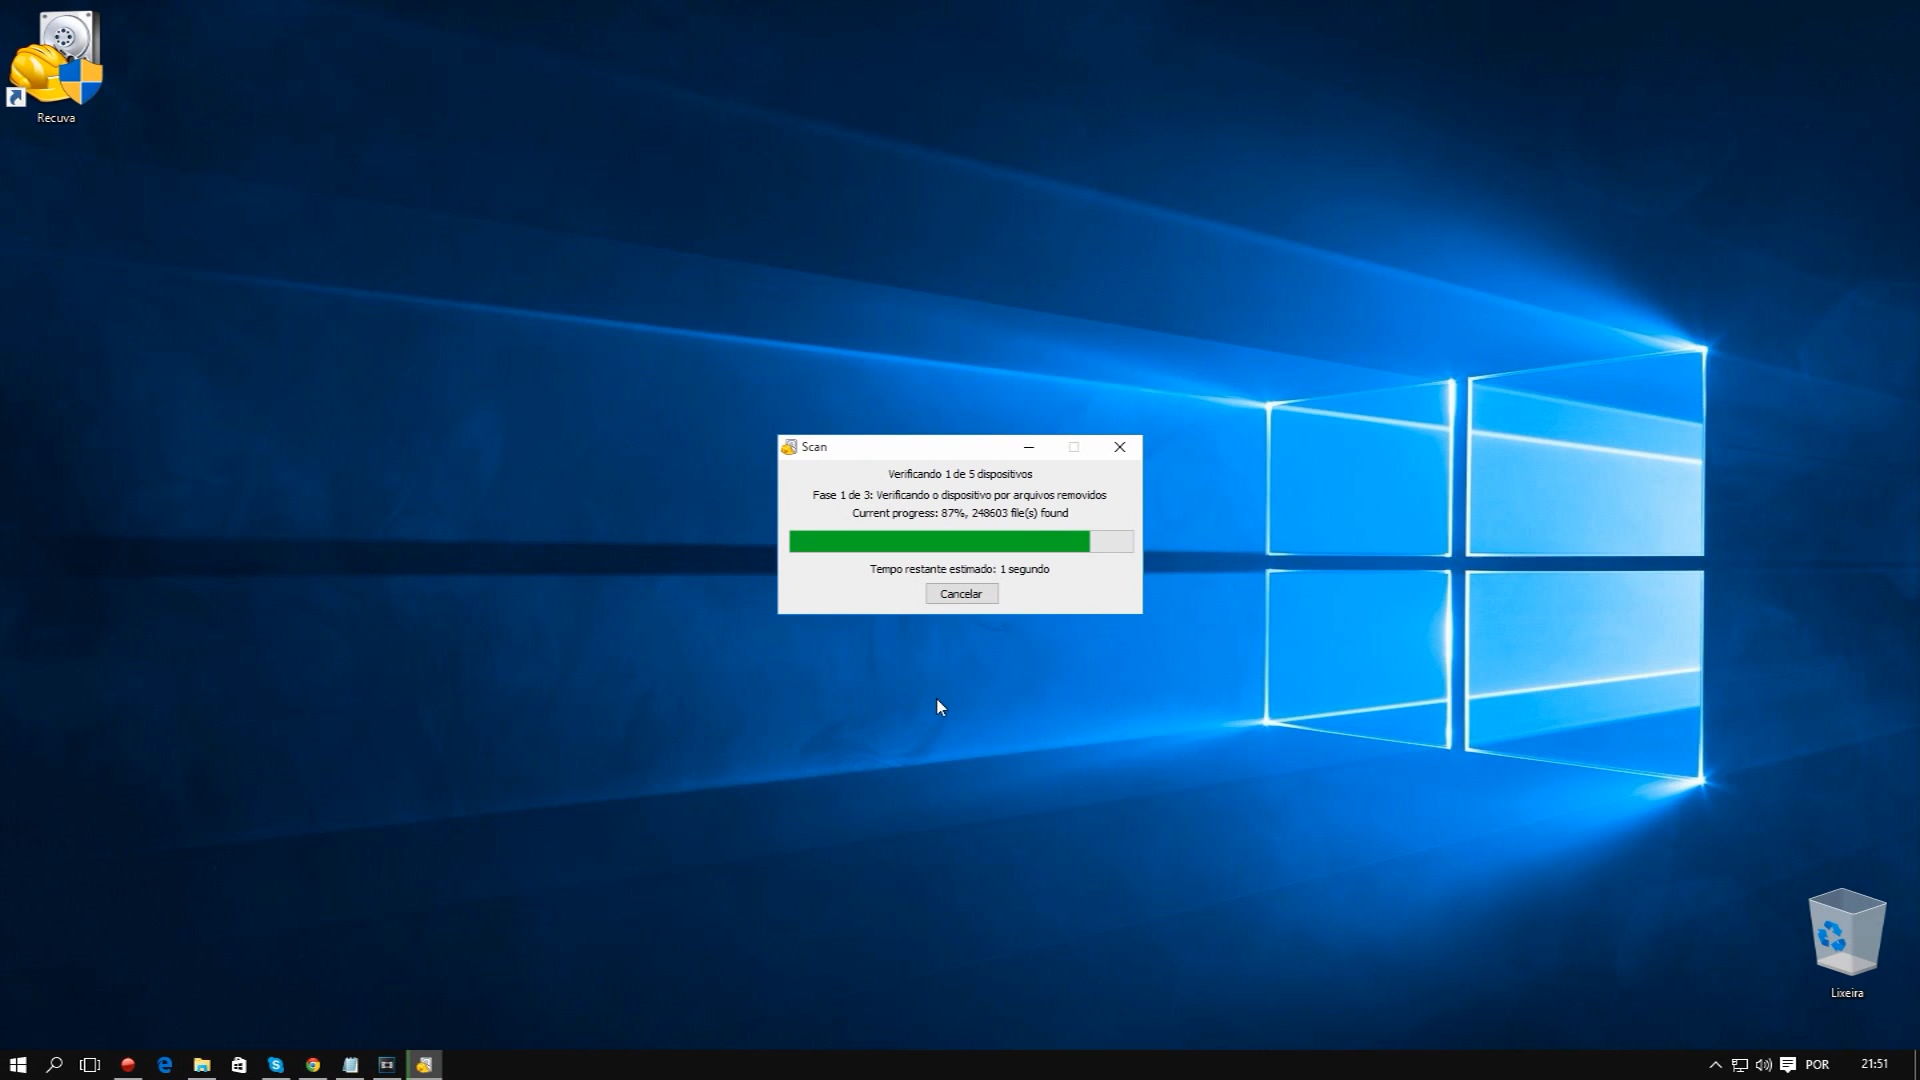 Recuva
Scan
Verificando 1 de 5 dispositivos
Fase 1 de 3: Verificando o dispositivo por arquivos removidos
Current progress: 87%, 248603 file(s) found
Tempo restante estimado: 1 segundo
Cancelar
Lixeira
POR
21:51